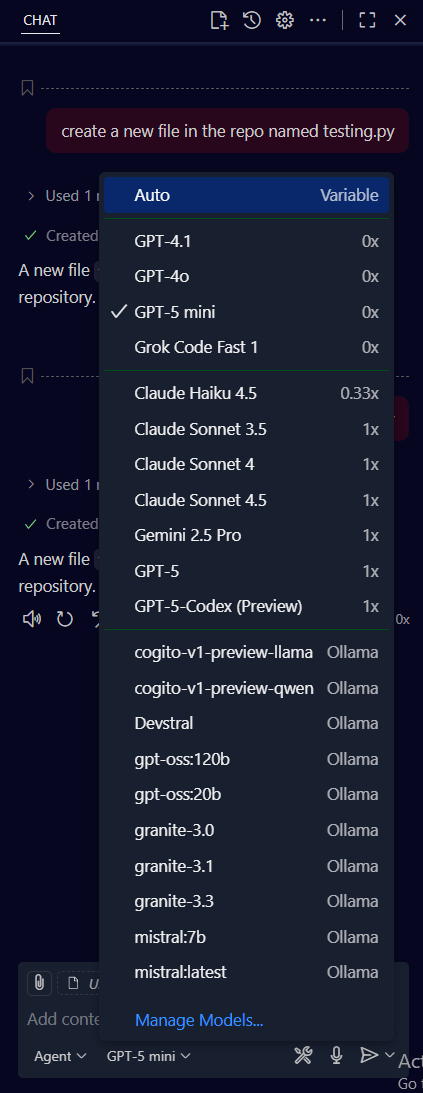 CHAT
create a new file in the repo named testing.py
Used 1
Created
A new file
repository.
Auto Variable
GPT-4.1 0x
GPT-4o 0x
GPT-5 mini 0x
Grok Code Fast 1 0x
Claude Haiku 4.5 0.33x
Claude Sonnet 3.5 1x
Claude Sonnet 4 1x
Claude Sonnet 4.5 1x
Gemini 2.5 Pro 1x
GPT-5 1x
GPT-5-Codex (Preview) 1x
Used 1
Created
A new file
repository.
0x
cogito-v1-preview-llama Ollama
cogito-v1-preview-qwen Ollama
Devstral Ollama
gpt-oss:120b Ollama
gpt-oss:20b Ollama
granite-3.0 Ollama
granite-3.1 Ollama
granite-3.3 Ollama
mistral:7b Ollama
mistral:latest Ollama
Manage Models...
Add conte
Agent GPT-5 mini
Act
Go